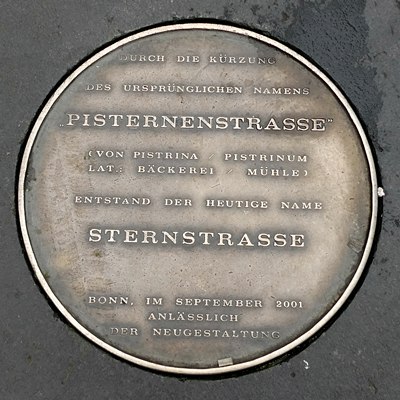 DURCH DIE KÜRZUNG
DES URSPRÜNGLICHEN NAMENS
„PISTERNENSTRASSE”
(VON PISTRINA / PISTRINUM
LAT.: BÄCKEREI / MÜHLE)
ENTSTAND DER HEUTIGE NAME
STERNSTRASSE
BONN, IM SEPTEMBER 2001
ANLÄSSLICH
DER NEUGESTALTUNG